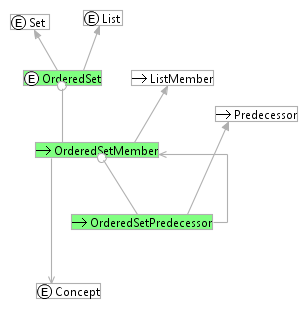 E Set
E List
E OrderedSet
→ ListMember
→ Predecessor
→ OrderedSetMember
→ OrderedSetPredecessor
E Concept